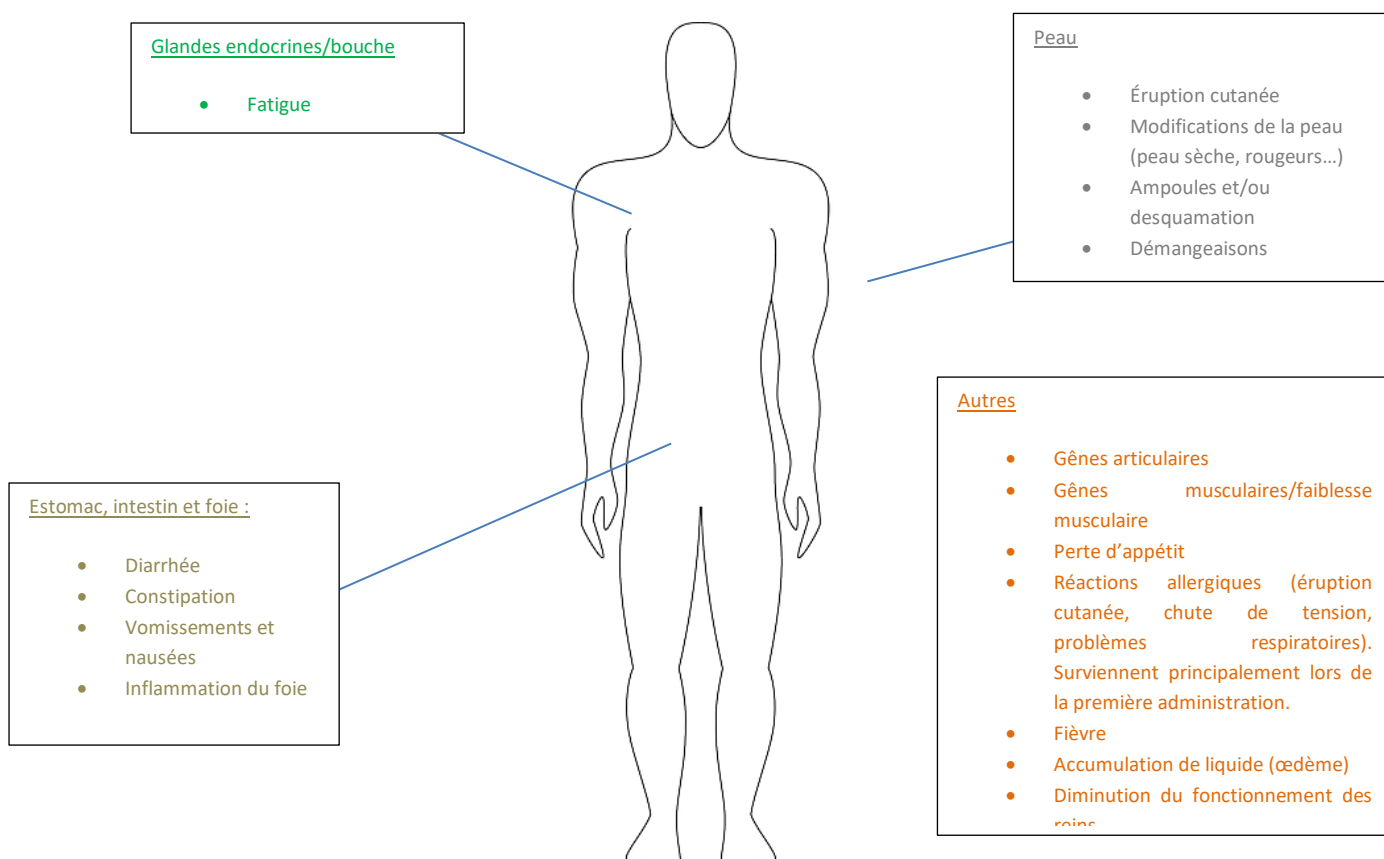 Glandes endocrines/bouche
• Fatigue
Peau
• Éruption cutanée
• Modifications de la peau
(peau sèche, rougeurs…)
• Ampoules et/ou
desquamation
• Démangeaisons
Estomac, intestin et foie :
• Diarrhée
• Constipation
• Vomissements et
nausées
• Inflammation du foie
Autres
• Gênes articulaires
• Gênes musculaires/faiblesse
musculaire
• Perte d’appétit
• Réactions allergiques (éruption
cutanée, chute de tension,
problèmes respiratoires).
Surviennent principalement lors de
la première administration.
• Fièvre
• Accumulation de liquide (œdème)
• Diminution du fonctionnement des
reins